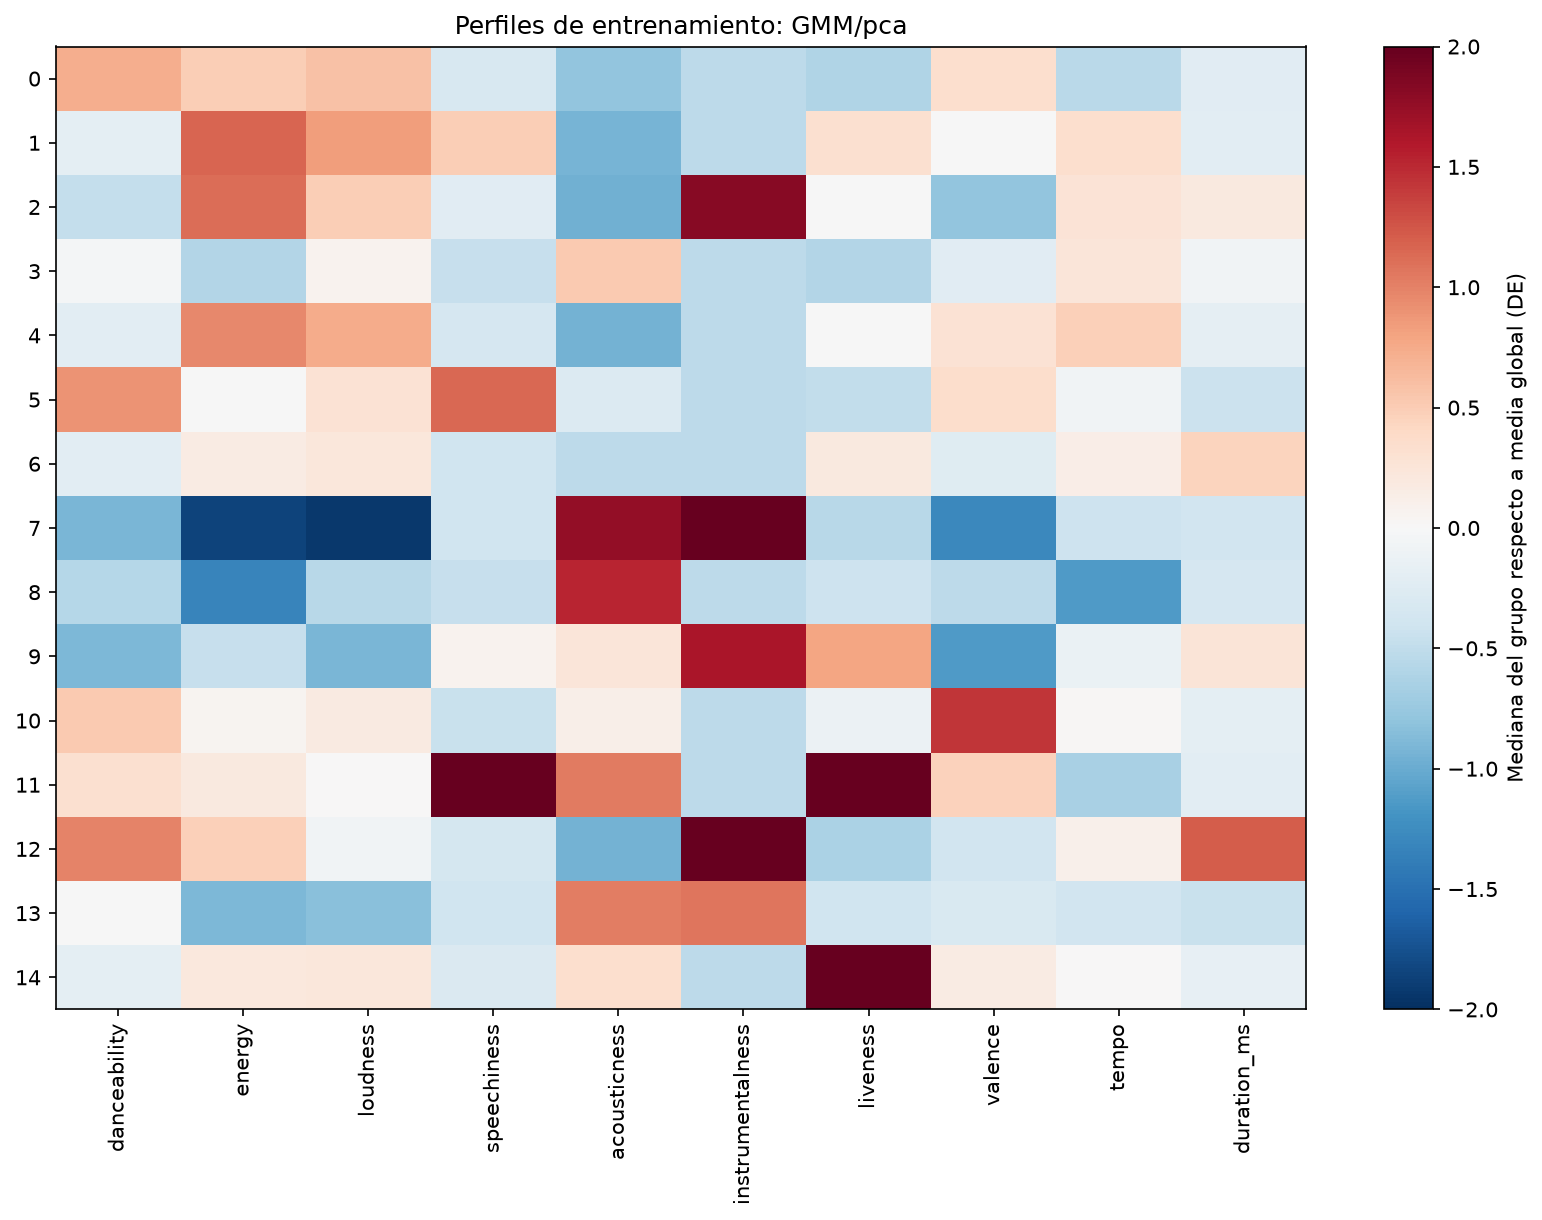 Perfiles de entrenamiento: GMM/pca
0
1
2
3
4
5
6
7
8
9
10
11
12
13
14
danceability
energy
loudness
speechiness
acousticness
instrumentalness
liveness
valence
tempo
duration_ms
2.0
1.5
1.0
0.5
0.0
−0.5
−1.0
−1.5
−2.0
Mediana del grupo respecto a media global (DE)